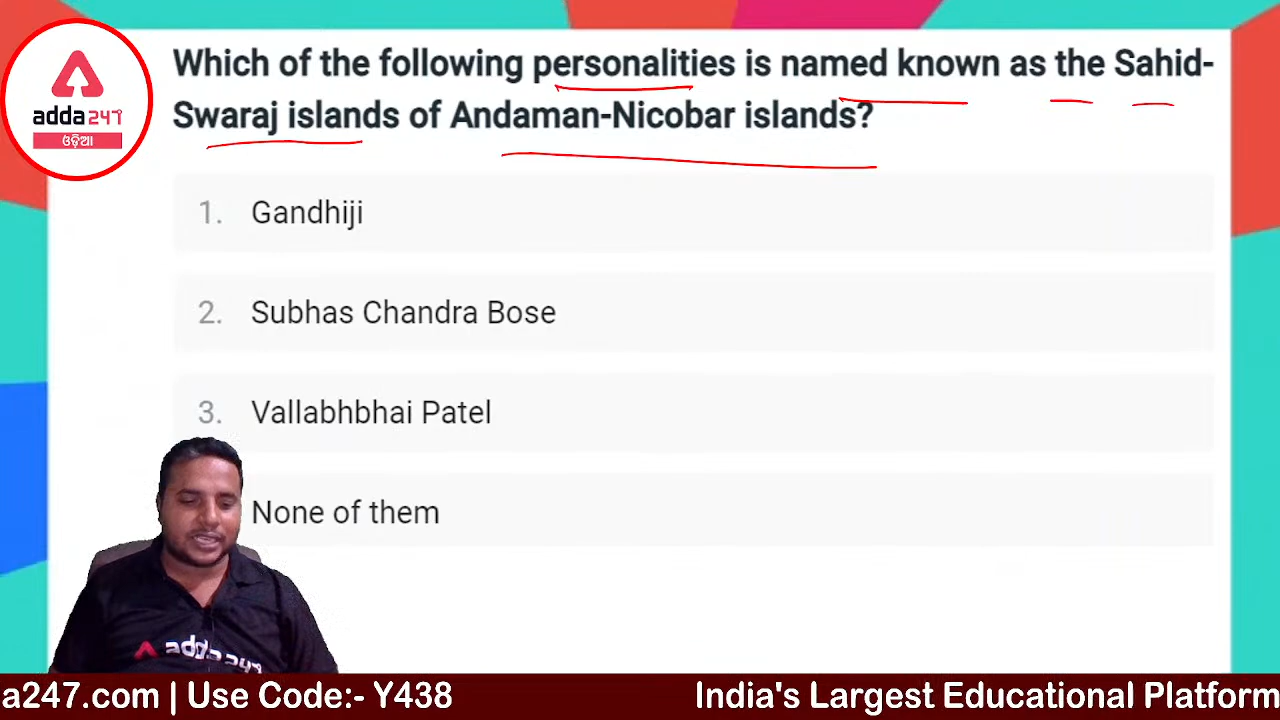 Which of the following personalities is named known as the Sahid-
Swaraj islands of Andaman-Nicobar islands?
adda247
ଓଡ଼ିଆ
1. Gandhiji
2. Subhas Chandra Bose
3. Vallabhbhai Patel
None of them
adda247
a247.com | Use Code:- Y438
India's Largest Educational Platform